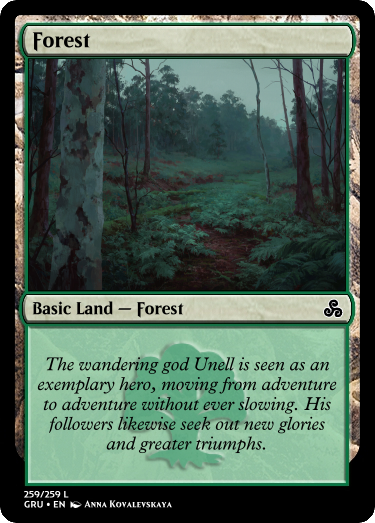 Forest
Basic Land — Forest
The wandering god Unell is seen as an
exemplary hero, moving from adventure
to adventure without ever slowing. His
followers likewise seek out new glories
and greater triumphs.
259/259 L
GRU • EN Anna Kovalevskaya